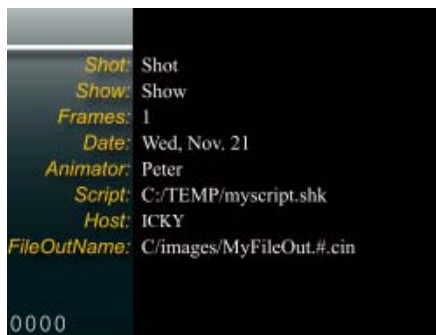 Shot: Shot
Show: Show
Frames: 1
Date: Wed, Nov. 21
Animator: Peter
Script: C:/TEMP/myscript.shk
Host: ICKY
FileOutName: C/images/MyFileOut.#.cin
0000